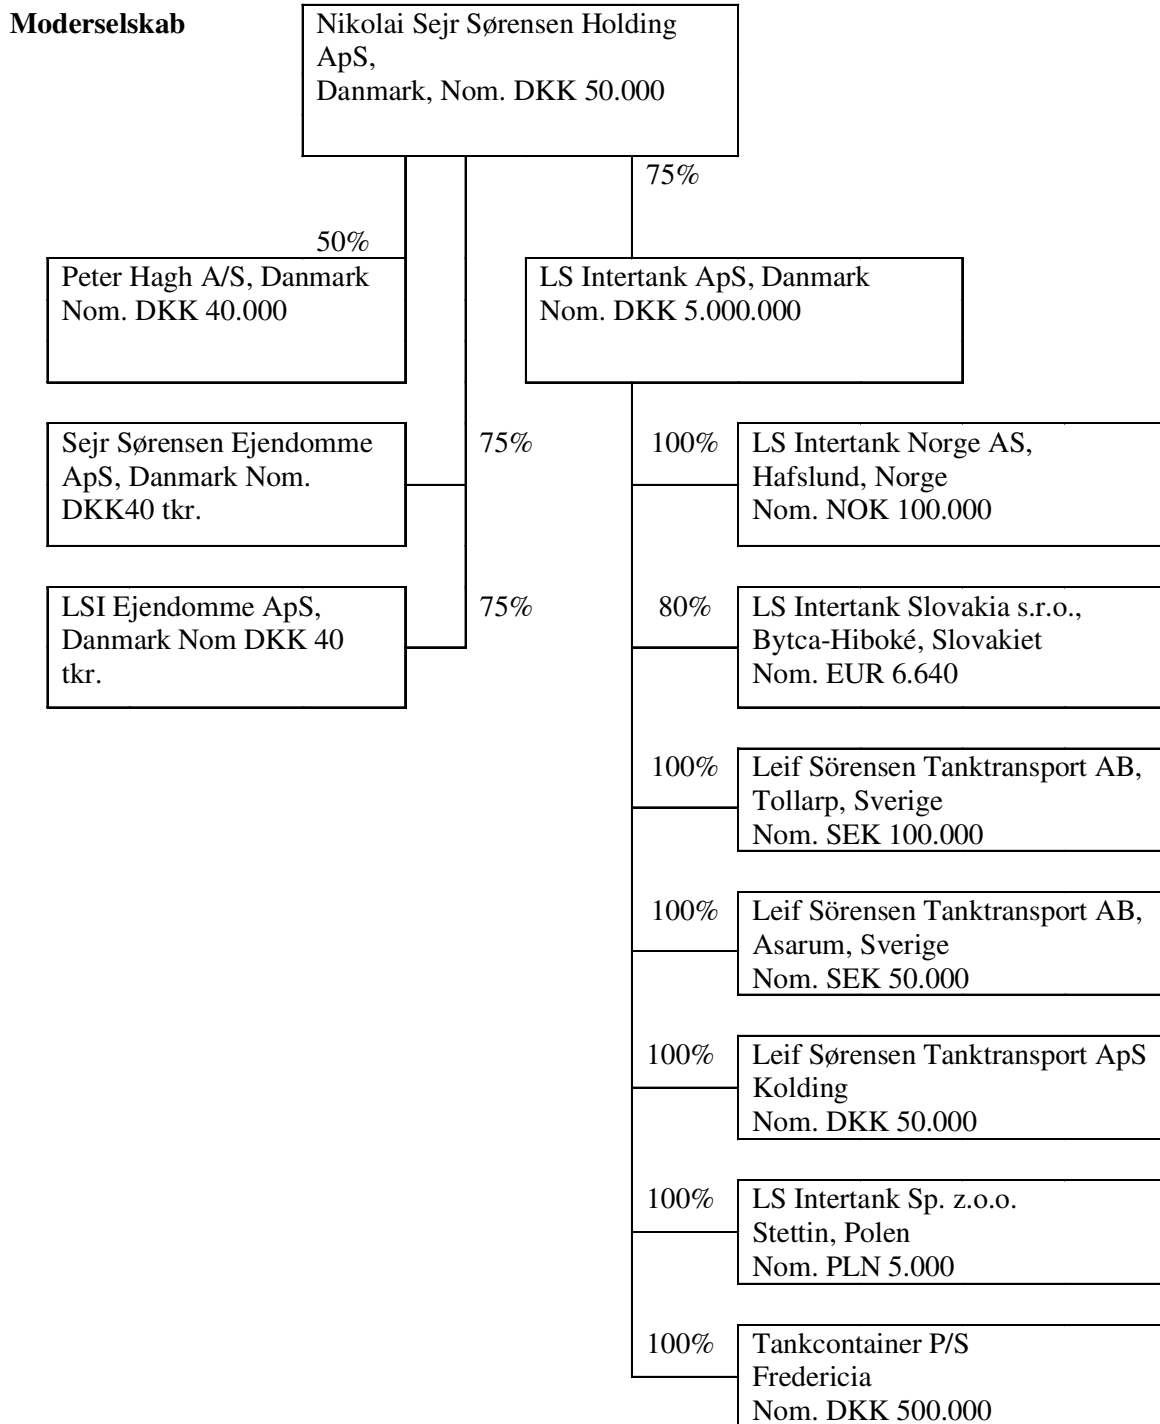 Moderselskab
Nikolai Sejr Sørensen Holding
ApS,
Danmark, Nom. DKK 50.000
75%
50%
Peter Hagh A/S, Danmark
Nom. DKK 40.000
LS Intertank ApS, Danmark
Nom. DKK 5.000.000
Sejr Sørensen Ejendomme
ApS, Danmark Nom.
DKK40 tkr.
75%
100%
LS Intertank Norge AS,
Hafslund, Norge
Nom. NOK 100.000
LSI Ejendomme ApS,
Danmark Nom DKK 40
tkr.
75%
80%
LS Intertank Slovakia s.r.o.,
Bytca-Hiboké, Slovakiet
Nom. EUR 6.640
100%
Leif Sörensen Tanktransport AB,
Tollarp, Sverige
Nom. SEK 100.000
100%
Leif Sörensen Tanktransport AB,
Asarum, Sverige
Nom. SEK 50.000
100%
Leif Sørensen Tanktransport ApS
Kolding
Nom. DKK 50.000
100%
LS Intertank Sp. z.o.o.
Stettin, Polen
Nom. PLN 5.000
100%
Tankcontainer P/S
Fredericia
Nom. DKK 500.000